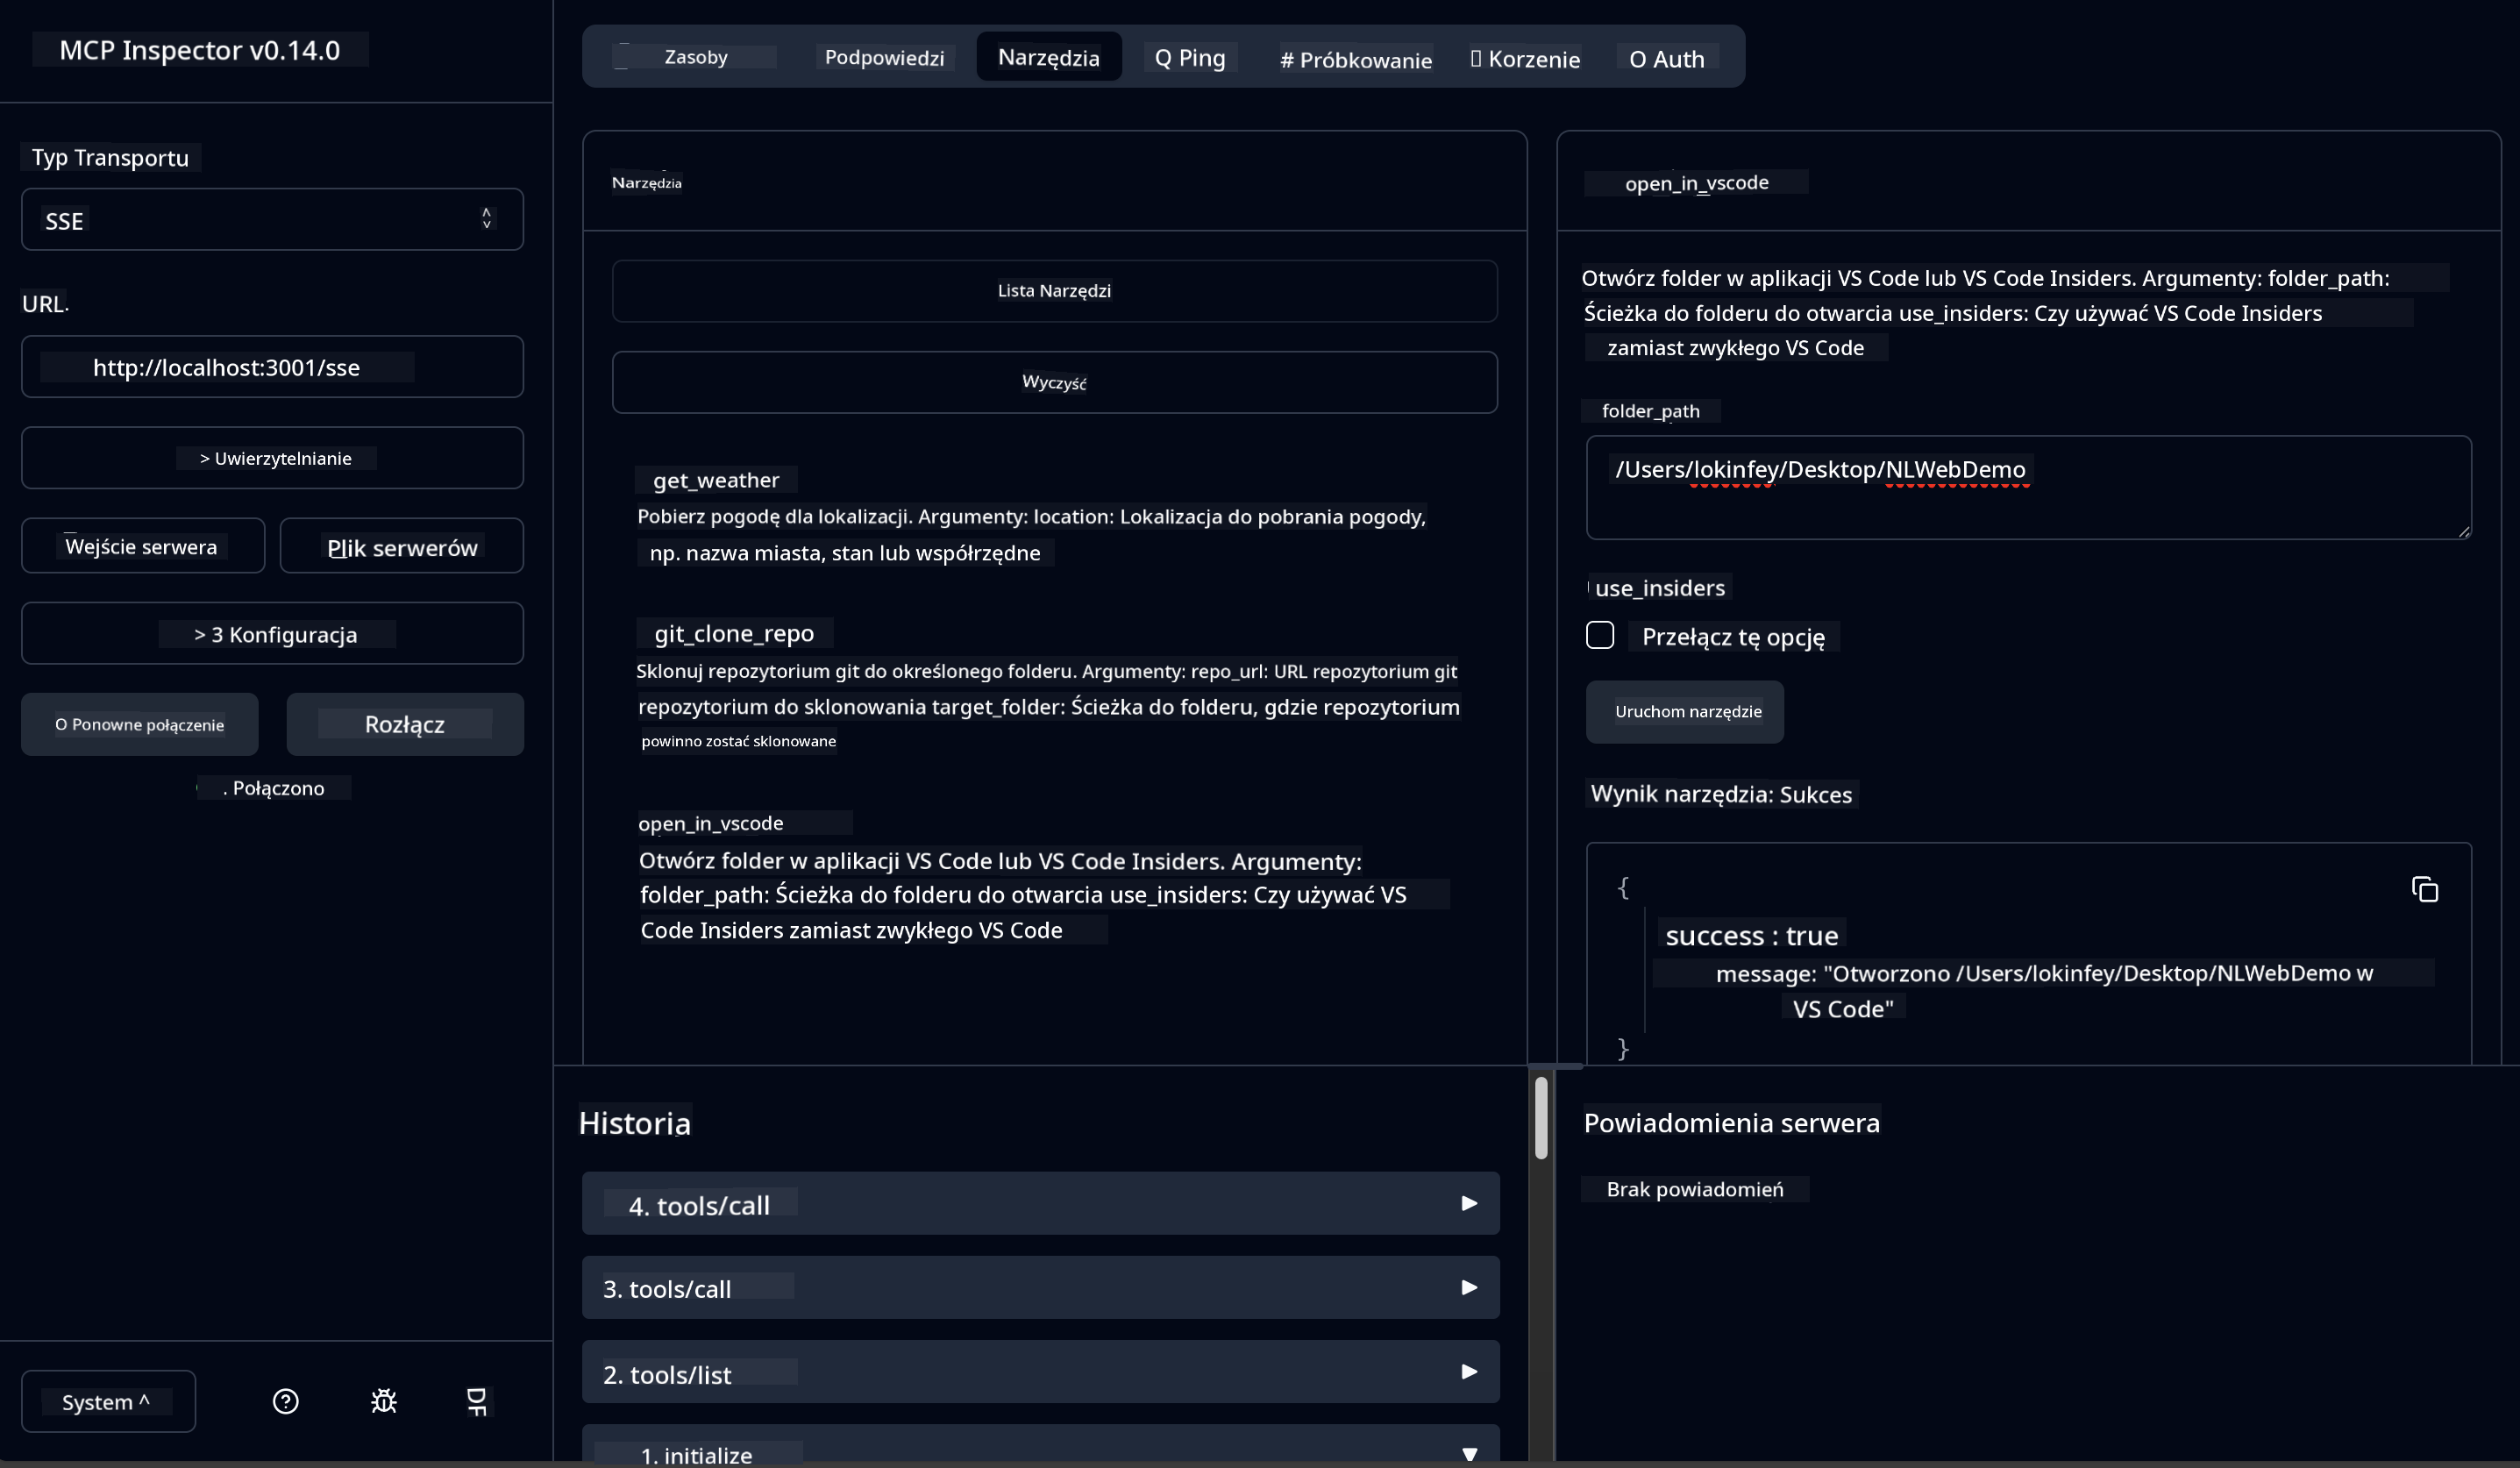 MCP Inspector v0.14.0
Typ Transportu
SSE
URL.
http://localhost:3001/sse
> Uwierzytelnianie
Wejście serwera
Plik serwerów
> 3 Konfiguracja
O Ponowne połączenie
Rozłącz
. Połączono
System ^
Zasoby
Podpowiedzi
Narzędzia
Q Ping
# Próbkowanie
Korzenie
O Auth
Narzędzia
Lista Narzędzi
Wyczyść
get_weather
Pobierz pogodę dla lokalizacji. Argumenty: location: Lokalizacja do pobrania pogody,
np. nazwa miasta, stan lub współrzędne
git_clone_repo
Sklonuj repozytorium git do określonego folderu. Argumenty: repo_url: URL repozytorium git
repozytorium do sklonowania target_folder: Ścieżka do folderu, gdzie repozytorium
powinno zostać sklonowane
open_in_vscode
Otwórz folder w aplikacji VS Code lub VS Code Insiders. Argumenty:
folder_path: Ścieżka do folderu do otwarcia use_insiders: Czy używać VS
Code Insiders zamiast zwykłego VS Code
open_in_vscode
Otwórz folder w aplikacji VS Code lub VS Code Insiders. Argumenty: folder_path:
Ścieżka do folderu do otwarcia use_insiders: Czy używać VS Code Insiders
zamiast zwykłego VS Code
folder_path
/Users/lokinfey/Desktop/NLWebDemo
use_insiders
Przełącz tę opcję
Uruchom narzędzie
Wynik narzędzia: Sukces
{
success : true
message: "Otworzono /Users/lokinfey/Desktop/NLWebDemo w
VS Code"
}
Historia
4. tools/call
3. tools/call
2. tools/list
1. initialize
Powiadomienia serwera
Brak powiadomień